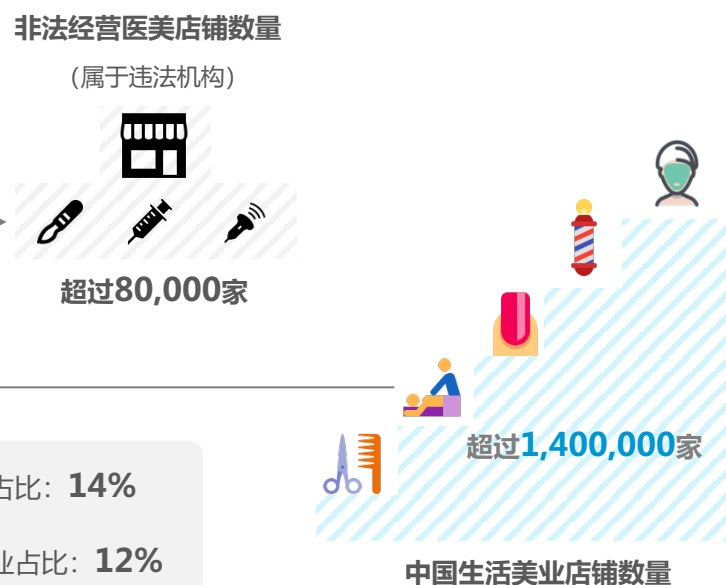 非法经营医美店铺数量
（属于违法机构）
超过80,000家
超过1,400,000家
占比：14%
业占比：12%
中国生活美业店铺数量